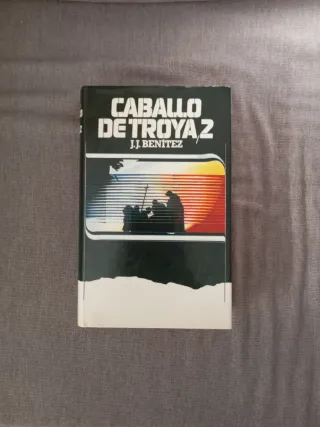 CABALLO
DE TROYA, 2
J.J. BENÍTEZ